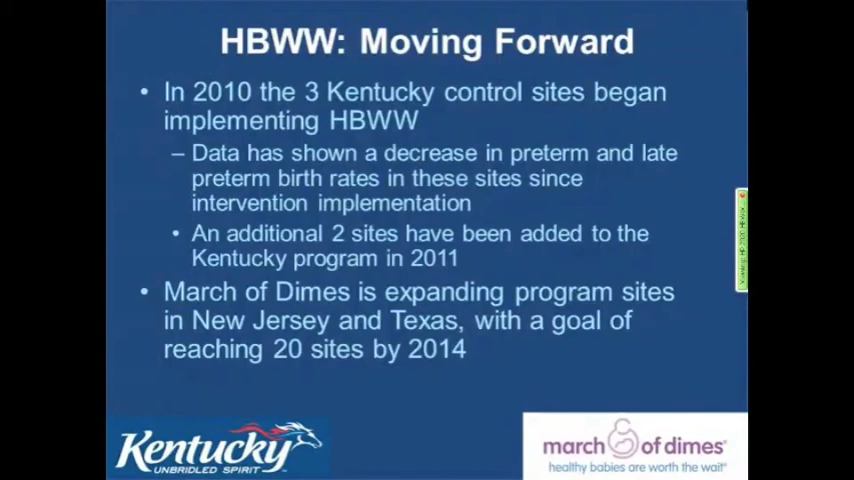 HBWW: Moving Forward
• In 2010 the 3 Kentucky control sites began
implementing HBWW
– Data has shown a decrease in preterm and late
preterm birth rates in these sites since
intervention implementation
• An additional 2 sites have been added to the
Kentucky program in 2011
• March of Dimes is expanding program sites
in New Jersey and Texas, with a goal of
reaching 20 sites by 2014
Kentucky
UNBRIDLED SPIRIT™
march of dimes®
healthy babies are worth the wait®